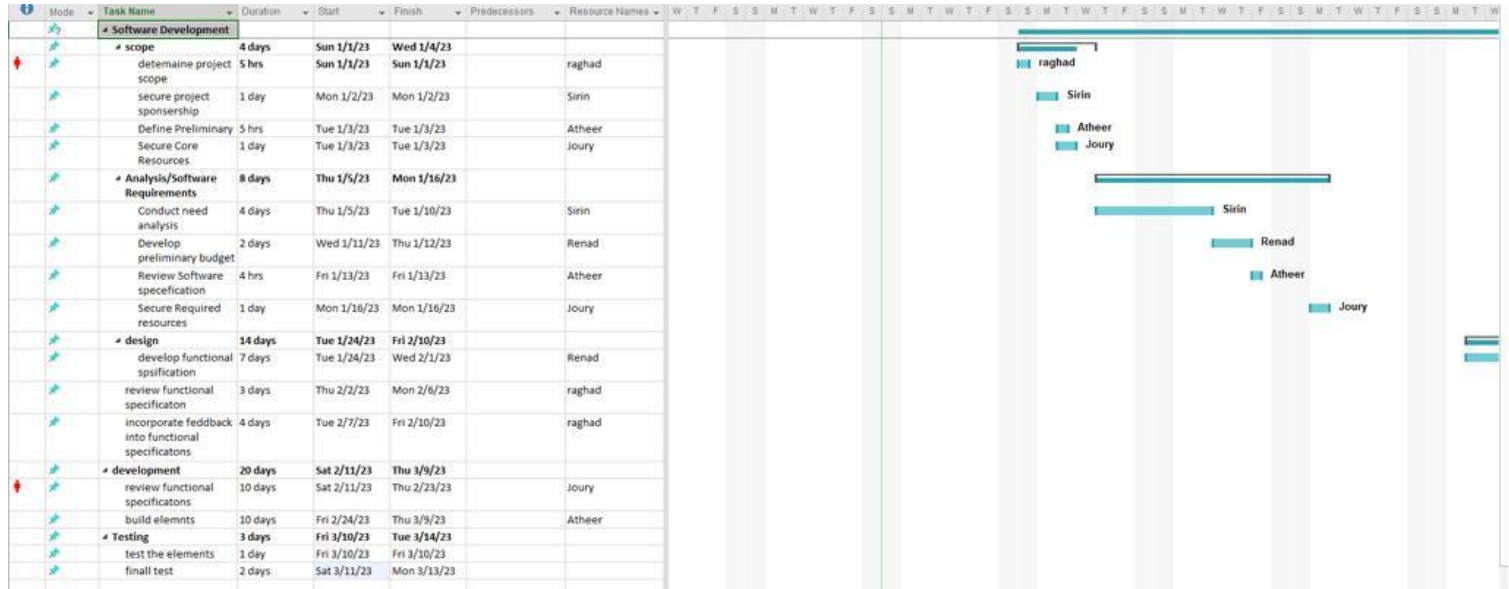 Mode Task Name Duration Start Finish Predecessors Resource Names W T F S S M T W T F S S M T W T F S S M T W T F S S M T W T F S S M T W T F S S M T W
Software Development
scope 4 days Sun 1/1/23 Wed 1/4/23
detemaine project 5 hrs Sun 1/1/23 Sun 1/1/23 raghad raghad
scope
secure project 1 day Mon 1/2/23 Mon 1/2/23 Sirin Sirin
sponsership
Define Preliminary 5 hrs Tue 1/3/23 Tue 1/3/23 Atheer Atheer
Secure Core 1 day Tue 1/3/23 Tue 1/3/23 Joury Joury
Resources
Analysis/Software 8 days Thu 1/5/23 Mon 1/16/23
Requirements
Conduct need 4 days Thu 1/5/23 Tue 1/10/23 Sirin Sirin
analysis
Develop 2 days Wed 1/11/23 Thu 1/12/23 Renad Renad
preliminary budget
Review Software 4 hrs Fri 1/13/23 Fri 1/13/23 Atheer Atheer
specefication
Secure Required 1 day Mon 1/16/23 Mon 1/16/23 Joury Joury
resources
design 14 days Tue 1/24/23 Fri 2/10/23
develop functional 7 days Tue 1/24/23 Wed 2/1/23 Renad
spsification
review functional 3 days Thu 2/2/23 Mon 2/6/23 raghad
specificaton
incorporate feddback 4 days Tue 2/7/23 Fri 2/10/23 raghad
into functional
specificatons
development 20 days Sat 2/11/23 Thu 3/9/23
review functional 10 days Sat 2/11/23 Thu 2/23/23 Joury
specificatons
build elemnts 10 days Fri 2/24/23 Thu 3/9/23 Atheer
Testing 3 days Fri 3/10/23 Tue 3/14/23
test the elements 1 day Fri 3/10/23 Fri 3/10/23
finall test 2 days Sat 3/11/23 Mon 3/13/23